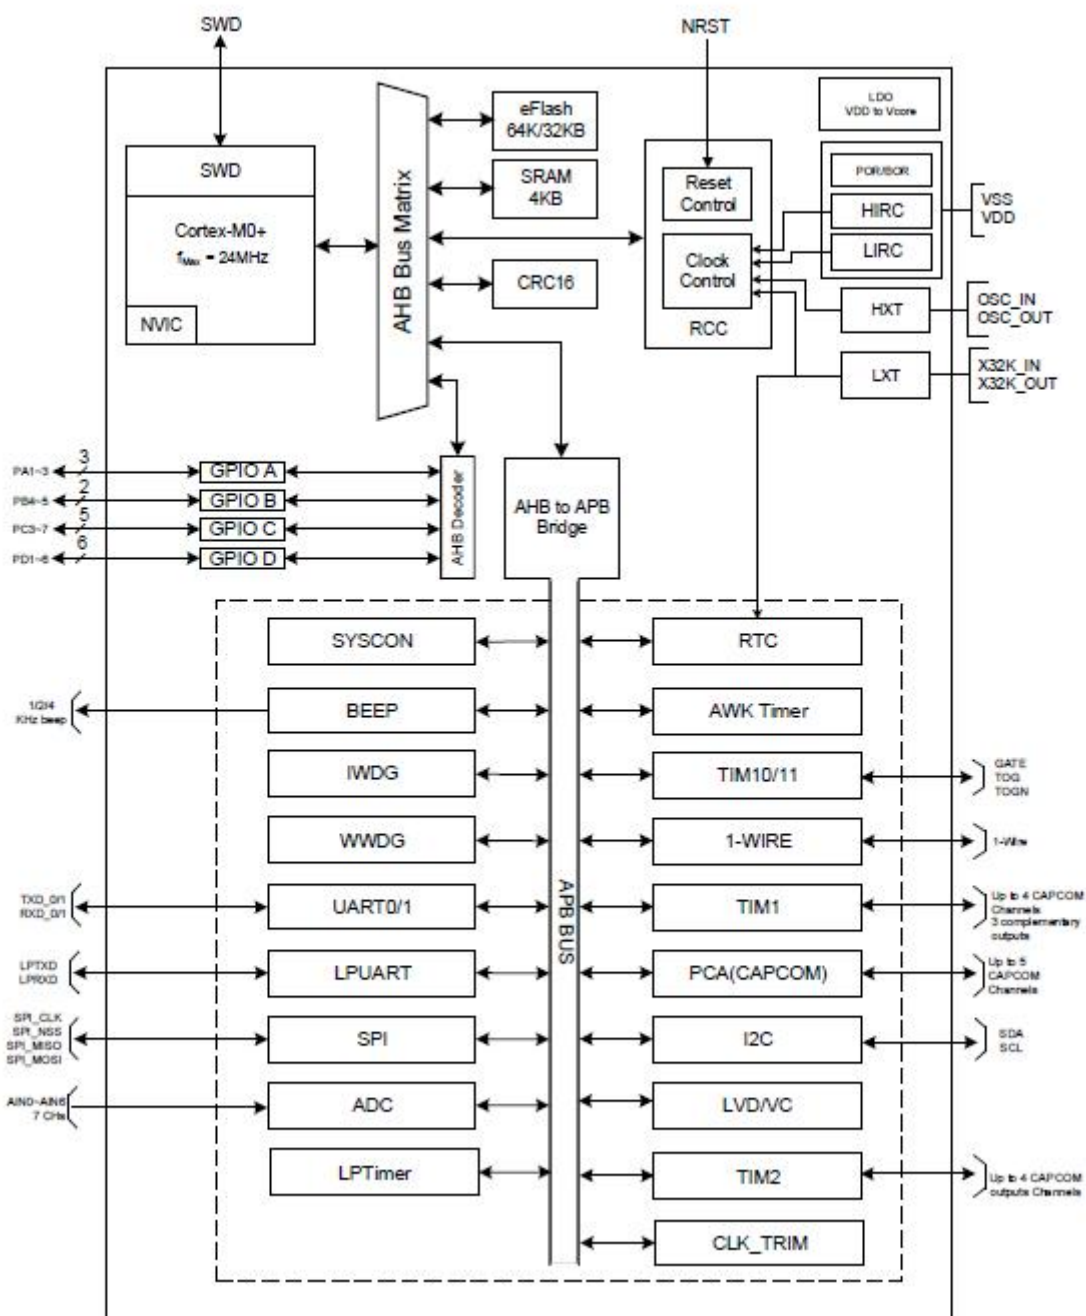 SWD
NRST
LDO
VDD to Vcore
eFlash
64K/32KB
SWD
SRAM
4KB
Reset
Control
POR/BOR
HIRC
LIRC
VSS
VDD
Cortex-M0+
fMax = 24MHz
AHB Bus Matrix
Clock
Control
RCC
CRC16
NVIC
HXT
OSC_IN
OSC_OUT
LXT
X32K_IN
X32K_OUT
PA1~3
3
GPIO A
PB4~5
2
GPIO B
PC3~7
5
GPIO C
PD1~6
6
GPIO D
AHB Decoder
AHB to APB
Bridge
SYSCON
RTC
1/2/4
KHz beep
BEEP
AWK Timer
IWDG
TIM10/11
GATE
TOG
TOGN
WWDG
1-WIRE
1-Wire
APB BUS
TXD_0/1
RXD_0/1
UART0/1
TIM1
Up to 4 CAPCOM
Channels
3 complementary
outputs
LPTXD
LPRXD
LPUART
PCA(CAPCOM)
Up to 5
CAPCOM
Channels
SPI_CLK
SPI_NSS
SPI_MISO
SPI_MOSI
SPI
I2C
SDA
SCL
AIN0~AIN6
7 CHs
ADC
LVD/VC
LPTimer
TIM2
Up to 4 CAPCOM
outputs Channels
CLK_TRIM